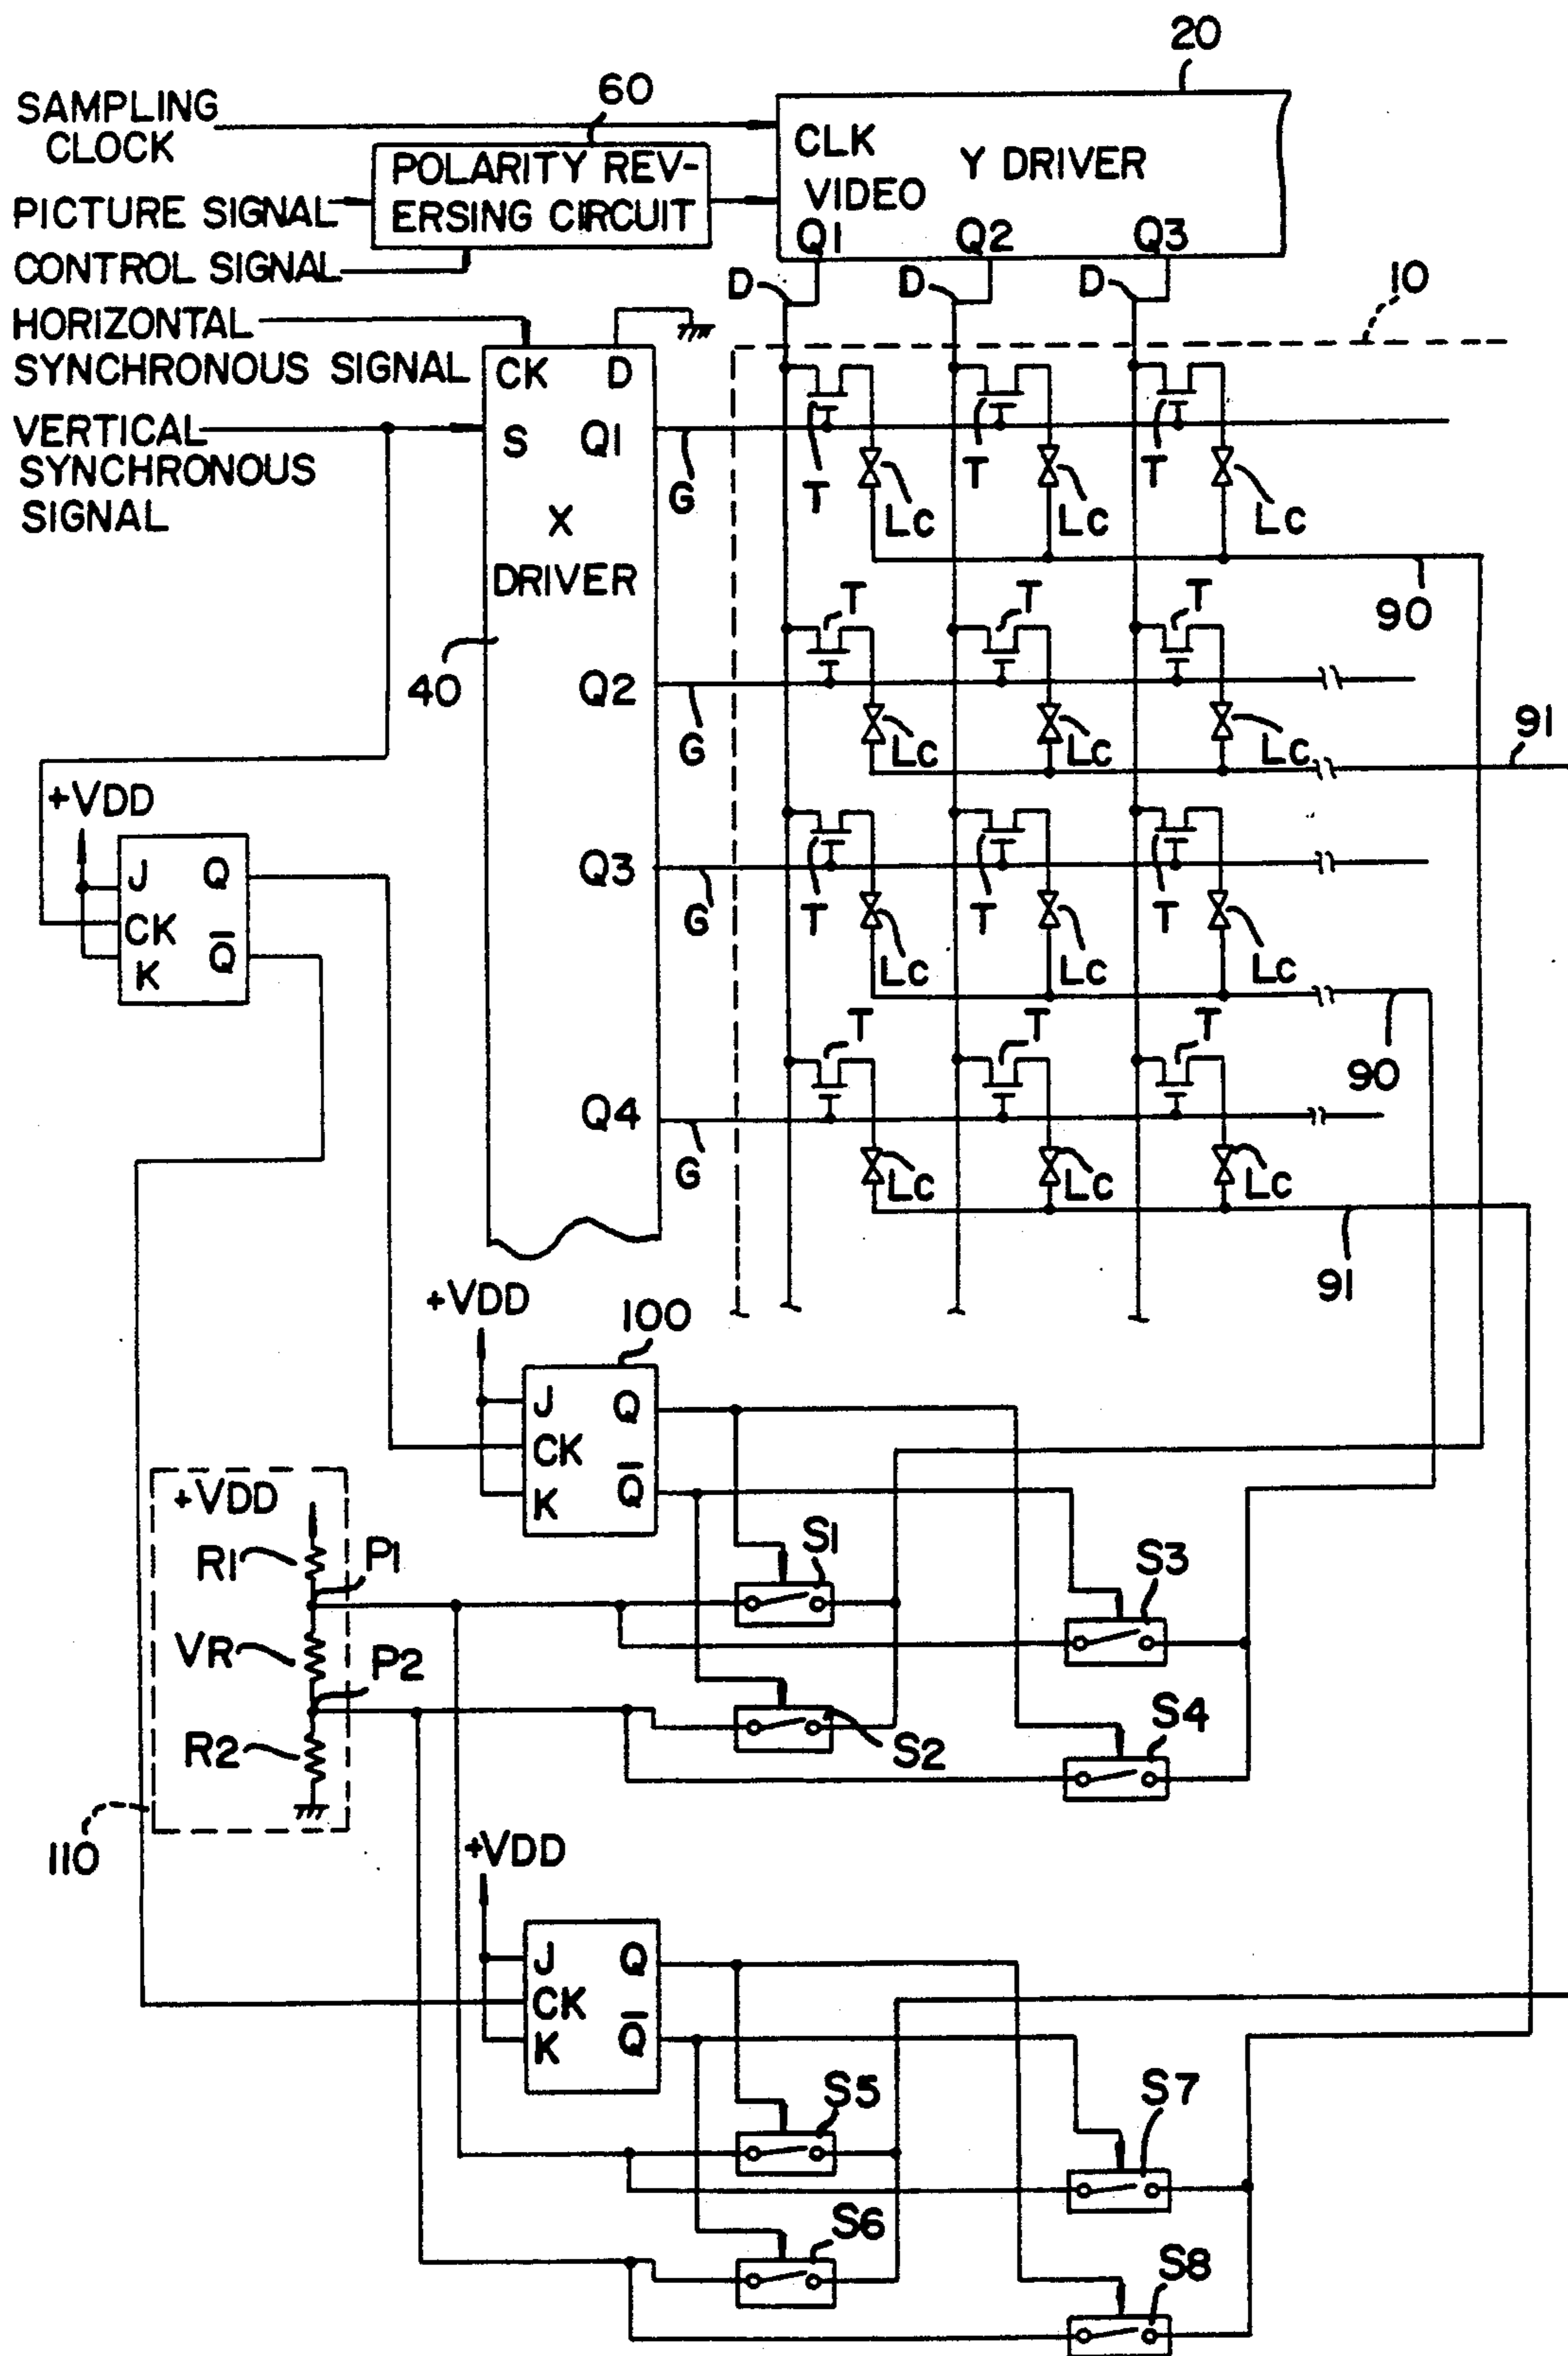 20
SAMPLING
CLOCK
60
CLK
Y DRIVER
VIDEO
POLARITY REV-
ERSING CIRCUIT
PICTURE SIGNAL
CONTROL SIGNAL
Q1 Q2 Q3
D D D
10
HORIZONTAL
SYNCHRONOUS SIGNAL
CK D
VERTICAL
SYNCHRONOUS
SIGNAL
S Q1
G
T T T
Lc Lc Lc
X
DRIVER
90
T T T
40
Q2
G
Lc Lc Lc
91
+VDD
J Q
CK
K Q̅
Q3
G
T T T
Lc Lc Lc
90
T T T
Q4
G
Lc Lc Lc
91
+VDD
100
J Q
CK
K Q̅
+VDD
R1
P1
S1
S3
VR
P2
R2
S2
S4
110
+VDD
J Q
CK
K Q̅
S5
S7
S6
S8